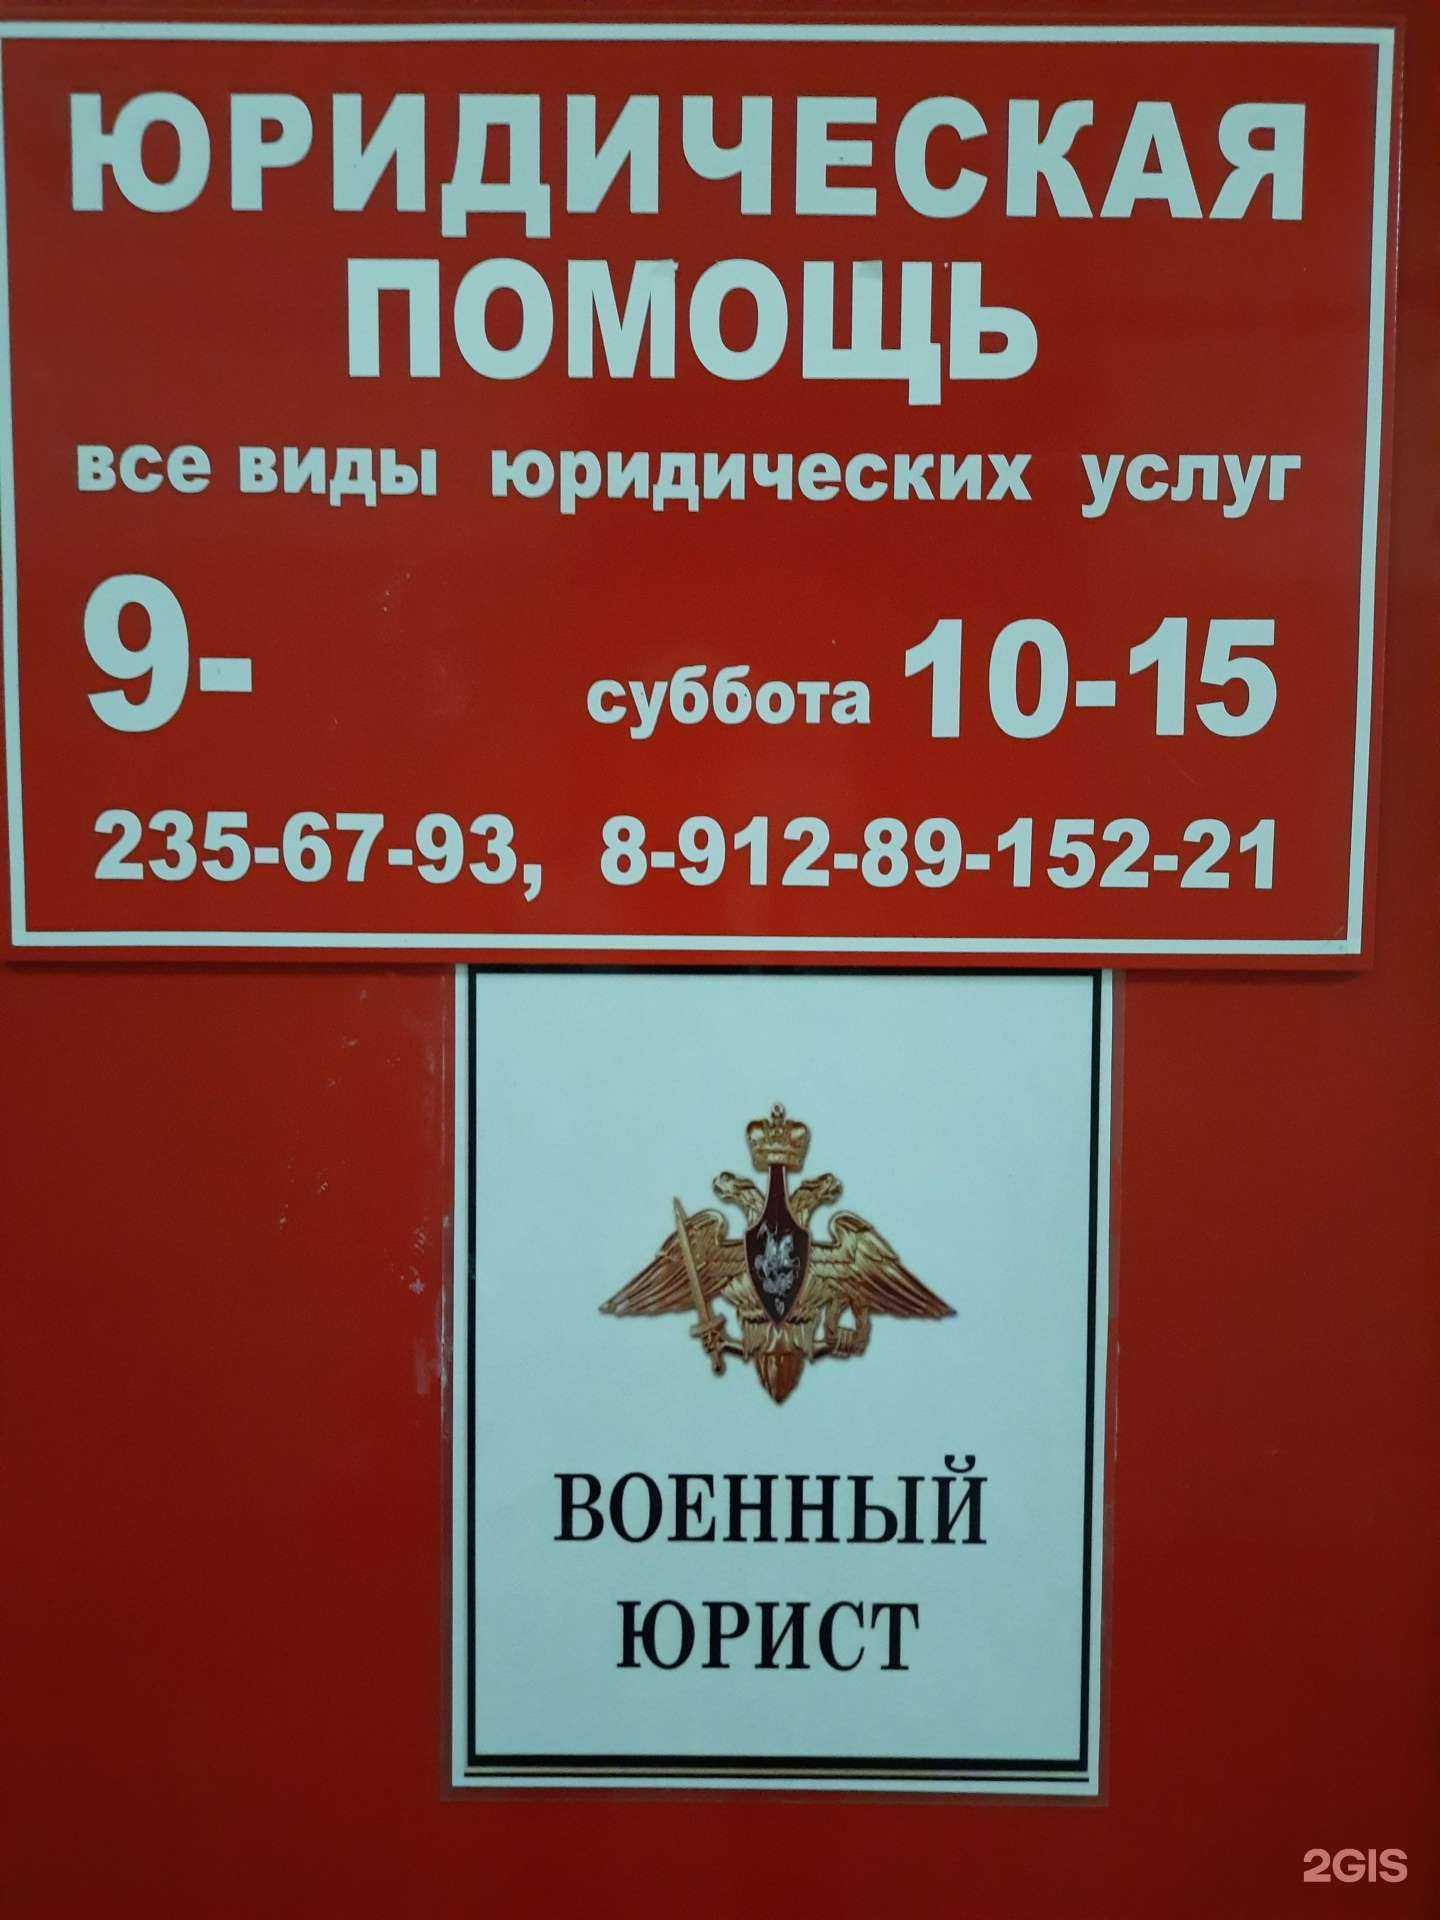 ЮРИДИЧЕСКАЯ
ПОМОЩЬ
все виды юридических услуг
9- суббота 10-15
235-67-93, 8-912-89-152-21
ВОЕННЫЙ
ЮРИСТ
2GIS